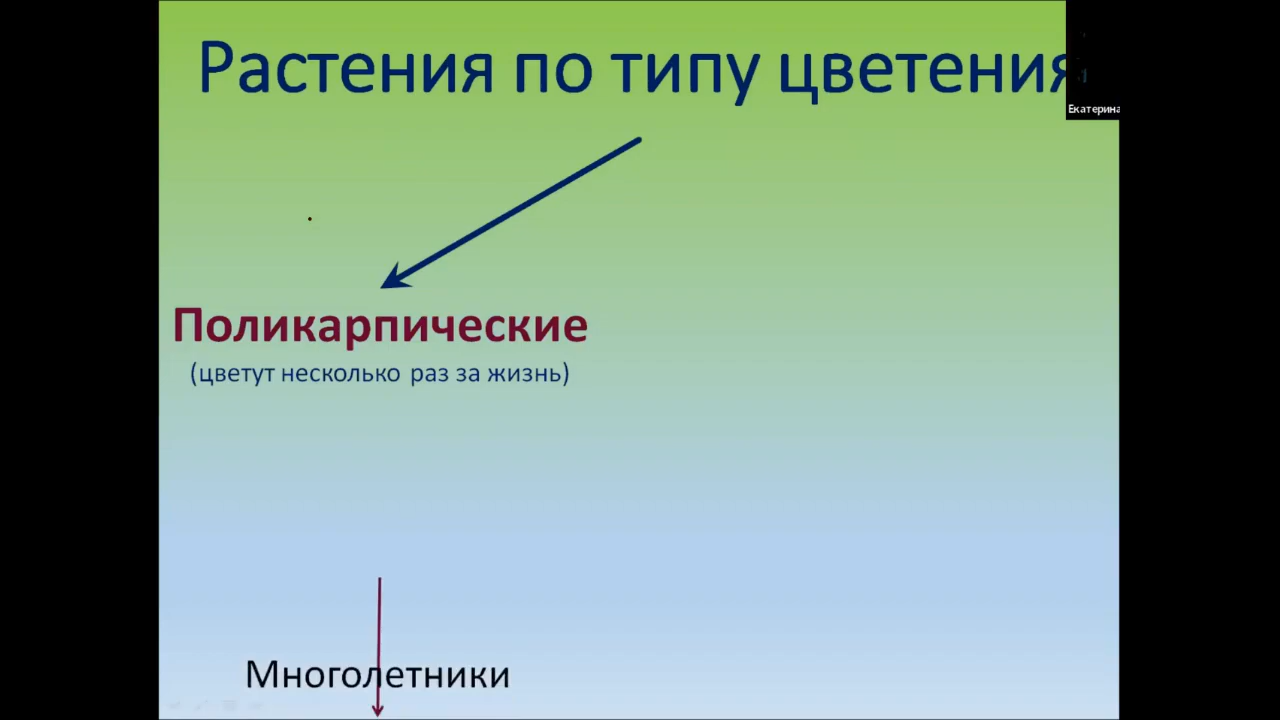 Растения по типу цветения
Екатерина
Поликарпические
(цветут несколько раз за жизнь)
Многолетники